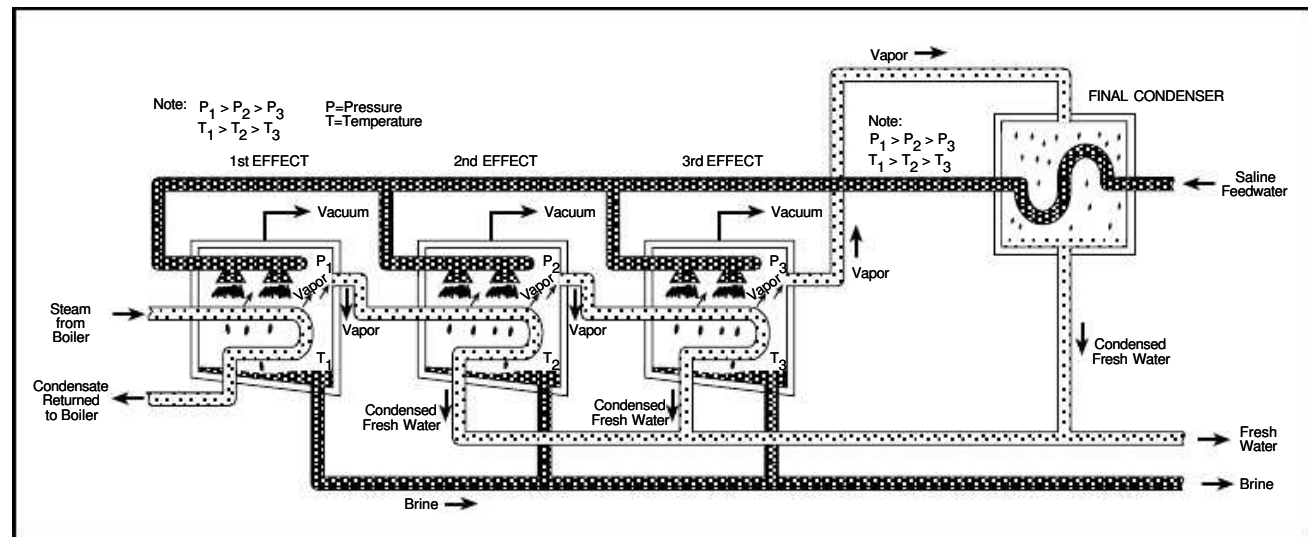 Vapor
FINAL CONDENSER
Note: P1 > P2 > P3
T1 > T2 > T3
P=Pressure
T=Temperature
Note:
P1 > P2 > P3
T1 > T2 > T3
1st EFFECT
2nd EFFECT
3rd EFFECT
Saline
Feedwater
Vacuum
Vacuum
Vacuum
P1
P2
P3
Vapor
Vapor
Vapor
Vapor
Steam
from
Boiler
Vapor
Vapor
T1
T2
T3
Condensed
Fresh Water
Condensate
Returned
to Boiler
Condensed
Fresh Water
Condensed
Fresh Water
Fresh
Water
Brine
Brine